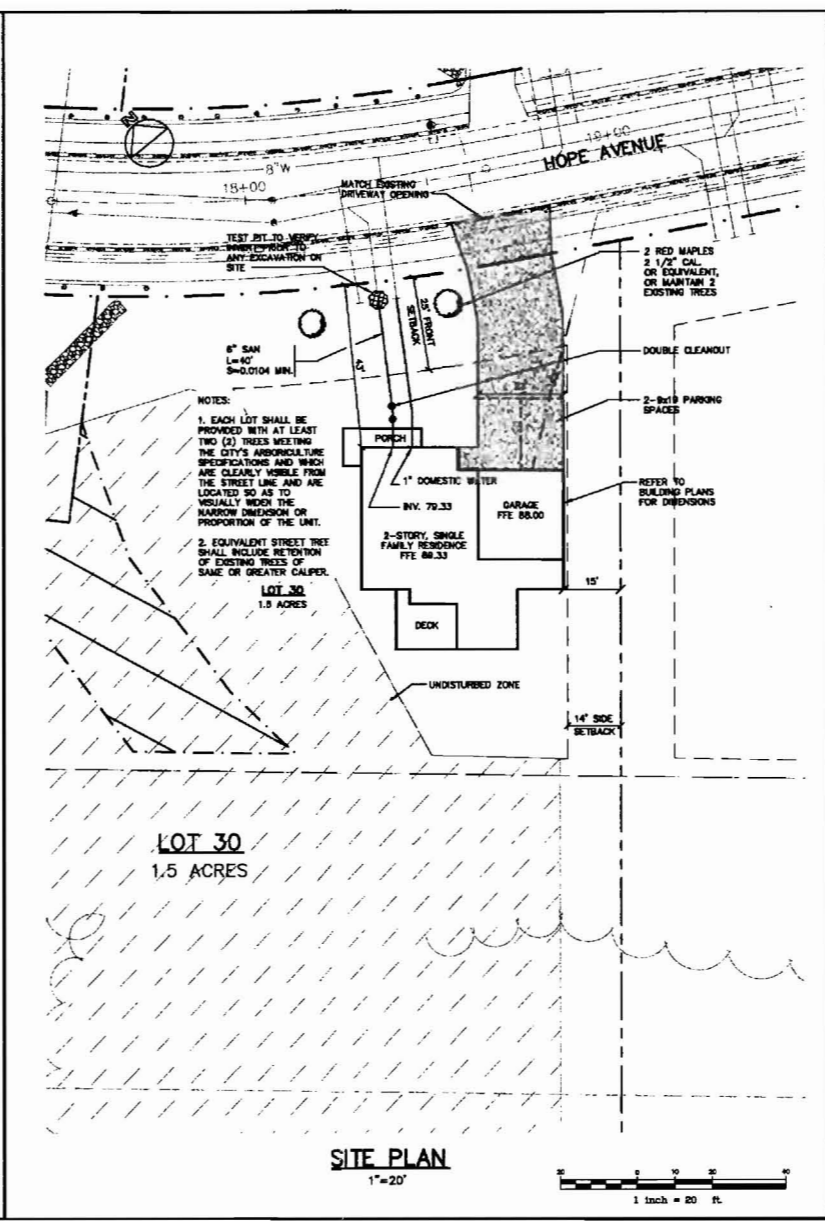 N
8"W
18+00
19+00
HOPE AVENUE
MATCH EXISTING
DRIVEWAY OPENING
TEST PIT TO VERIFY
INVERT PRIOR TO
ANY EXCAVATION ON
SITE
2 RED MAPLES
2 1/2" CAL.
OR EQUIVALENT,
OR MAINTAIN 2
EXISTING TREES
25' FRONT
SETBACK
6" SAN
L=40'
S=0.0104 MIN.
43'
DOUBLE CLEANOUT
2-9x19 PARKING
SPACES
NOTES:
1. EACH LOT SHALL BE
PROVIDED WITH AT LEAST
TWO (2) TREES MEETING
THE CITY'S ARBORICULTURE
SPECIFICATIONS AND WHICH
ARE CLEARLY VISIBLE FROM
THE STREET LINE AND ARE
LOCATED SO AS TO
VISUALLY WIDEN THE
NARROW DIMENSION OR
PROPORTION OF THE UNIT.
2. EQUIVALENT STREET TREE
SHALL INCLUDE RETENTION
OF EXISTING TREES OF
SAME OR GREATER CALIPER.
LOT 30
1.5 ACRES
PORCH
1" DOMESTIC WATER
INV. 79.33
GARAGE
FFE 88.00
REFER TO
BUILDING PLANS
FOR DIMENSIONS
2-STORY, SINGLE
FAMILY RESIDENCE
FFE 89.33
15'
DECK
UNDISTURBED ZONE
14' SIDE
SETBACK
LOT 30
1.5 ACRES
SITE PLAN
1"=20'
20 0 10 20 40
1 inch = 20 ft.